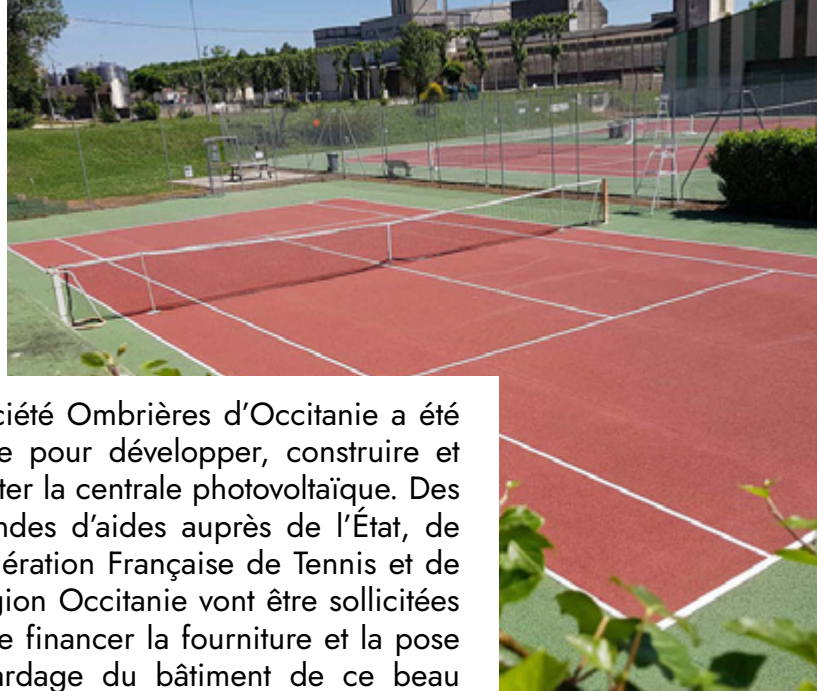 ciété Ombrières d’Occitanie a été
e pour développer, construire et
ter la centrale photovoltaïque. Des
ndes d’aides auprès de l’État, de
ération Française de Tennis et de
gion Occitanie vont être sollicitées
e financer la fourniture et la pose
ardage du bâtiment de ce beau